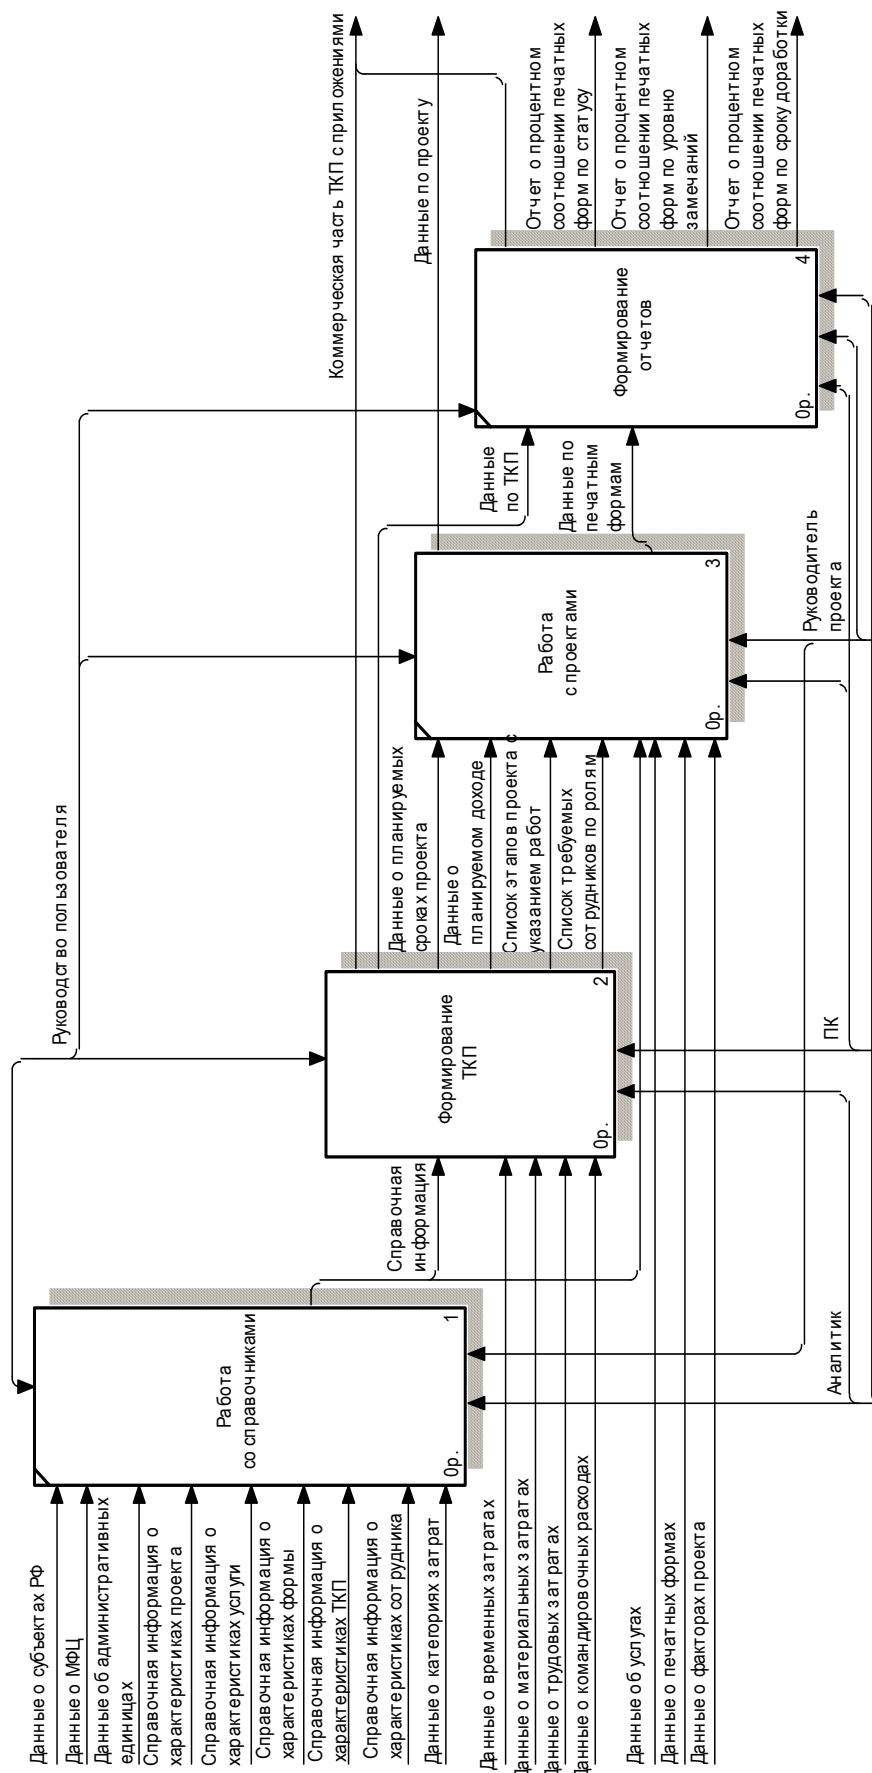 Руководство пользователя
Данные о субъектах РФ
Данные о МФЦ
Данные об административных
единицах
Справочная информация о
характеристиках проекта
Справочная информация о
характеристиках услуги
Справочная информация о
характеристиках формы
Справочная информация о
характеристиках ТКП
Справочная информация о
характеристиках сотрудника
Данные о категориях затрат
Работа
со справочниками
0р.
1
Справочная
информация
Данные о временных затратах
Данные о материальных затратах
Данные о трудовых затратах
Данные о командировочных расходах
Формирование
ТКП
0р.
2
Данные о планируемых
сроках проекта
Данные о
планируемом доходе
Список этапов проекта с
указанием работ
Список требуемых
сотрудников по ролям
Данные об услугах
Данные о печатных формах
Данные о факторах проекта
Работа
с проектами
0р.
3
Данные
по ТКП
Данные по
печатным
формам
Формирование
отчетов
0р.
4
Коммерческая часть ТКП с приложениями
Данные по проекту
Отчет о процентном
соотношении печатных
форм по статусу
Отчет о процентном
соотношении печатных
форм по уровню
замечаний
Отчет о процентном
соотношении печатных
форм по сроку доработки
Аналитик
ПК
Руководитель
проекта